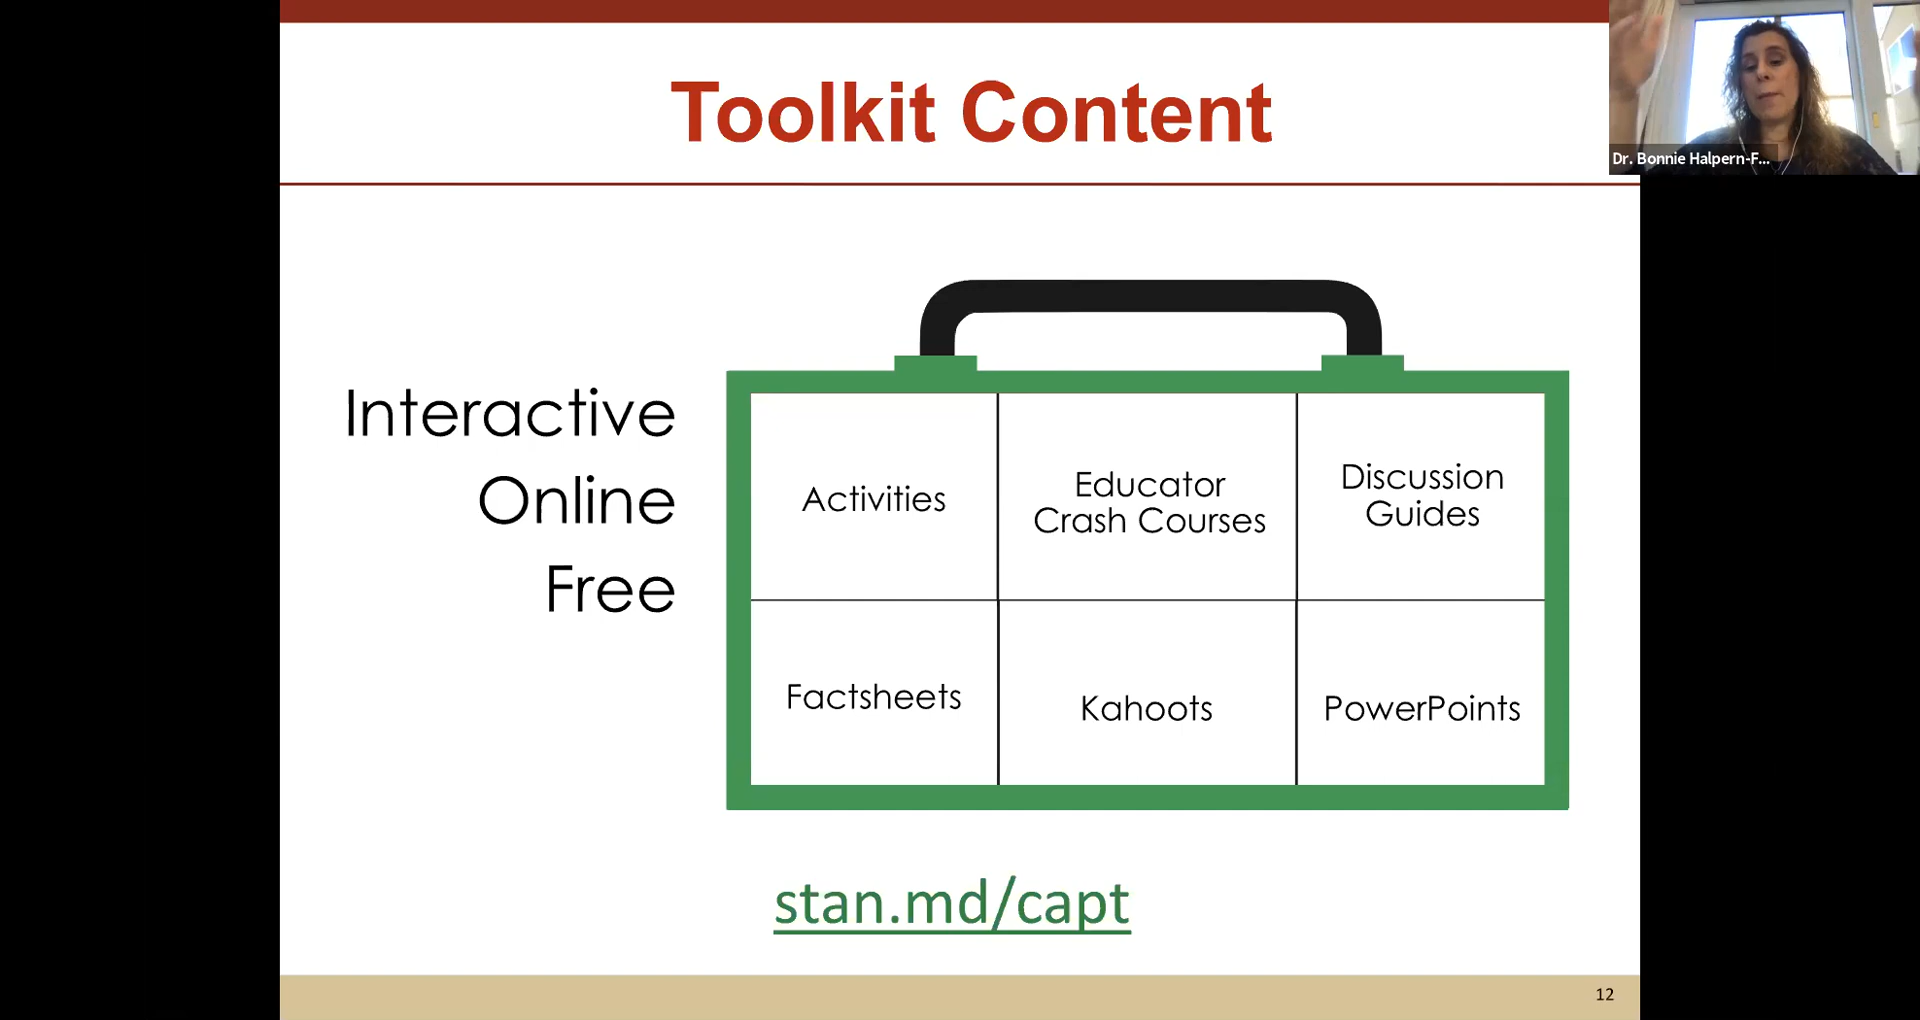 Toolkit Content
Dr. Bonnie Halpern-F...
Interactive
Online
Free
Activities
Educator
Crash Courses
Discussion
Guides
Factsheets
Kahoots
PowerPoints
stan.md/capt
12